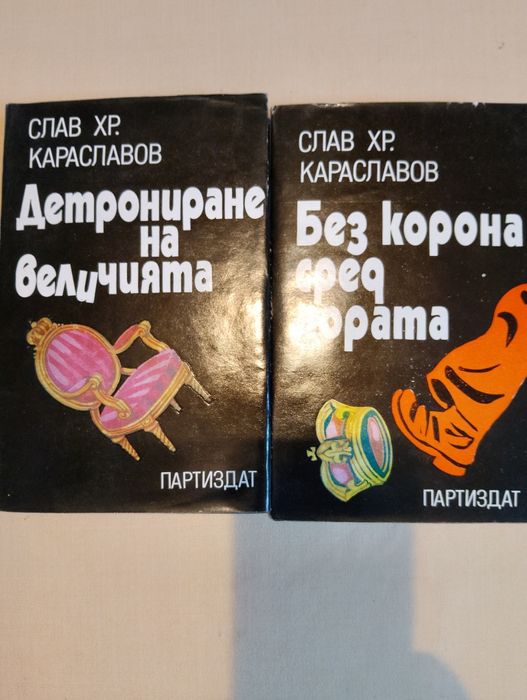 СЛАВ ХР.
КАРАСЛАВОВ
Детрониране
на
величията
ПАРТИЗДАТ
СЛАВ ХР.
КАРАСЛАВОВ
Без корона
сред
хората
ПАРТИЗДАТ